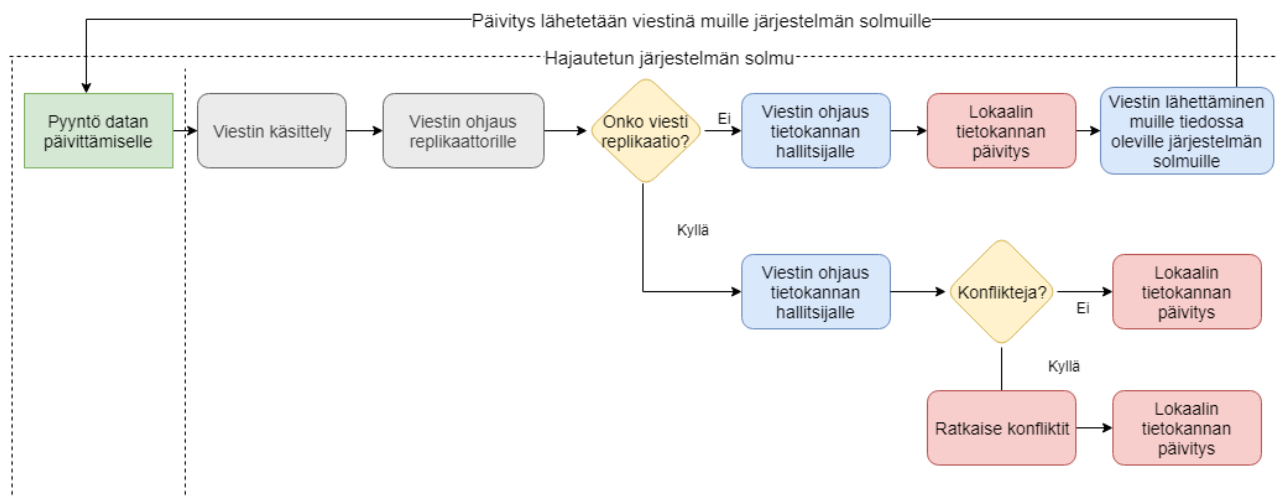 Päivitys lähetetään viestinä muille järjestelmän solmuille
Hajautetun järjestelmän solmu
Pyyntö datan
päivittämiselle
Viestin käsittely
Viestin ohjaus
replikaattorille
Onko viesti
replikaatio?
Ei
Viestin ohjaus
tietokannan
hallitsijalle
Lokaalin
tietokannan
päivitys
Viestin lähettäminen
muille tiedossa
oleville järjestelmän
solmuille
Kyllä
Viestin ohjaus
tietokannan
hallitsijalle
Konflikteja?
Ei
Lokaalin
tietokannan
päivitys
Kyllä
Ratkaise konfliktit
Lokaalin
tietokannan
päivitys